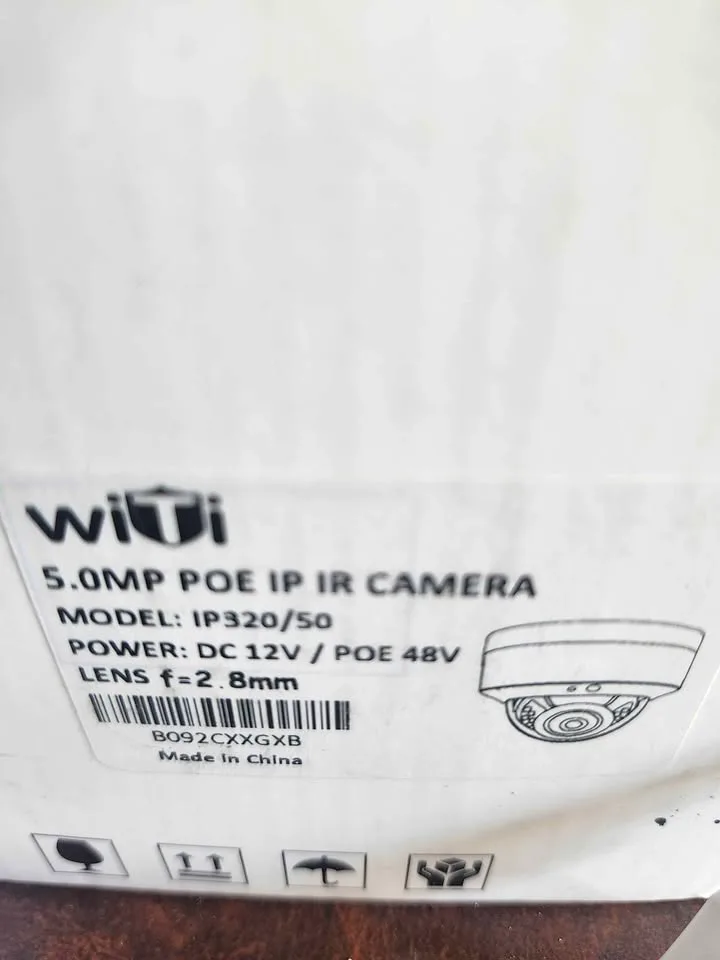 wiTi
5.0MP POE IP IR CAMERA
MODEL: IP320/50
POWER: DC 12V / POE 48V
LENS f=2.8mm
B092CXXGXB
Made in China